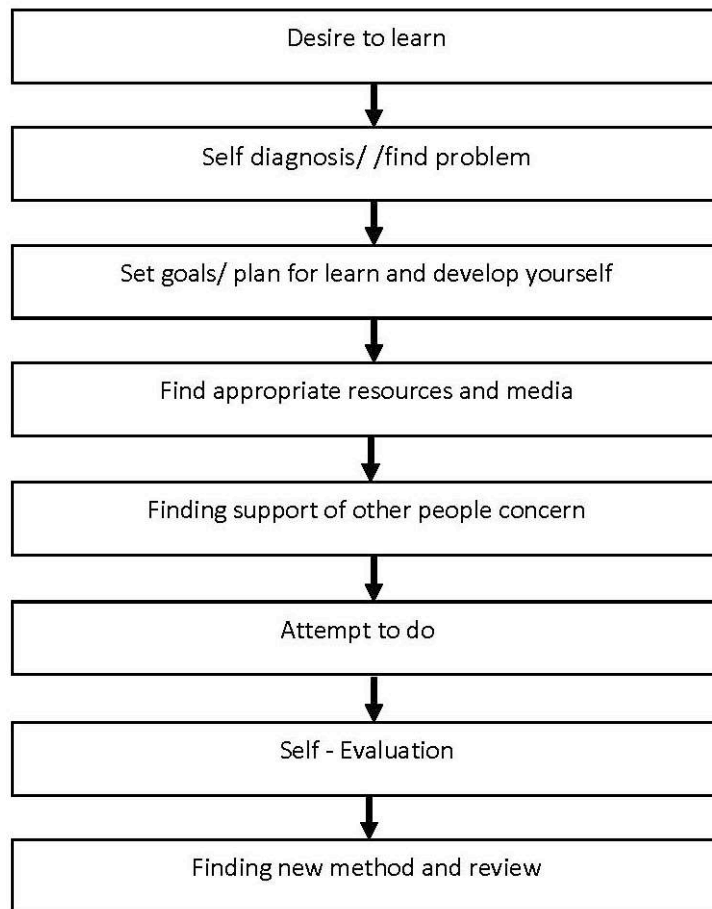 Desire to learn
Self diagnosis/ /find problem
Set goals/ plan for learn and develop yourself
Find appropriate resources and media
Finding support of other people concern
Attempt to do
Self - Evaluation
Finding new method and review